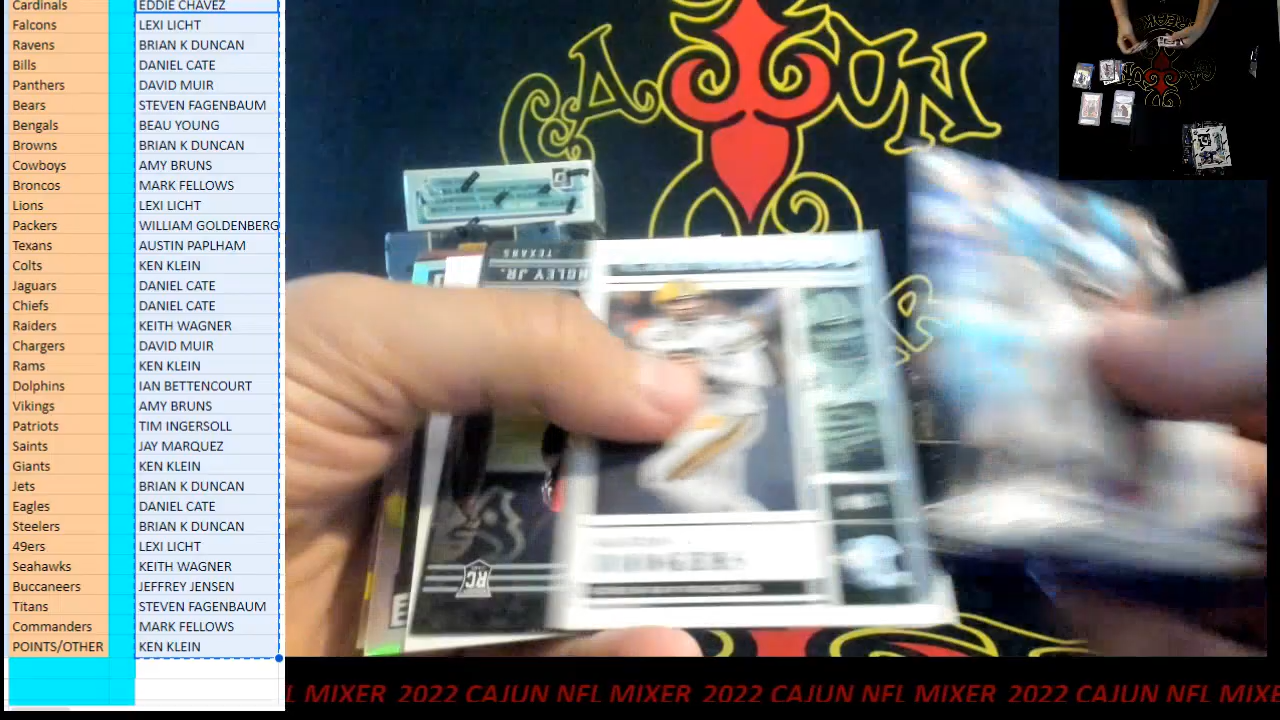 Cardinals EDDIE CHAVEZ
Falcons LEXI LICHT
Ravens BRIAN K DUNCAN
Bills DANIEL CATE
Panthers DAVID MUIR
Bears STEVEN FAGENBAUM
Bengals BEAU YOUNG
Browns BRIAN K DUNCAN
Cowboys AMY BRUNS
Broncos MARK FELLOWS
Lions LEXI LICHT
Packers WILLIAM GOLDENBERG
Texans AUSTIN PAPLHAM
Colts KEN KLEIN
Jaguars DANIEL CATE
Chiefs DANIEL CATE
Raiders KEITH WAGNER
Chargers DAVID MUIR
Rams KEN KLEIN
Dolphins IAN BETTENCOURT
Vikings AMY BRUNS
Patriots TIM INGERSOLL
Saints JAY MARQUEZ
Giants KEN KLEIN
Jets BRIAN K DUNCAN
Eagles DANIEL CATE
Steelers BRIAN K DUNCAN
49ers LEXI LICHT
Seahawks KEITH WAGNER
Buccaneers JEFFREY JENSEN
Titans STEVEN FAGENBAUM
Commanders MARK FELLOWS
POINTS/OTHER KEN KLEIN
CAJUN
TEXANS
NGLEY JR.
RC
L MIXER 2022 CAJUN NFL MIXER 2022 CAJUN NFL MIXER 2022 CAJUN NFL MIXE